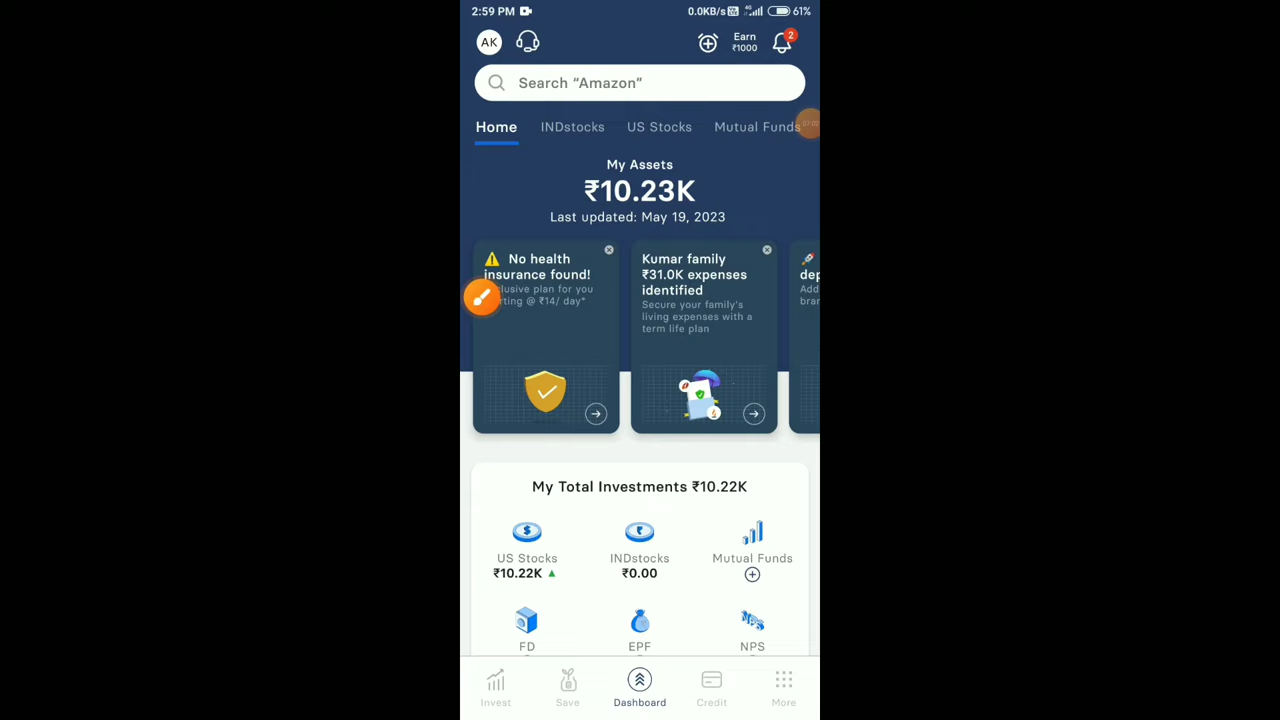 2:59 PM 0.0KB/s 4G 61%
AK Earn ₹1000 2
Search “Amazon”
Home INDstocks US Stocks Mutual Funds
My Assets
₹10.23K
Last updated: May 19, 2023
No health
insurance found!
plan for you
@ ₹14/ day*
Kumar family
₹31.0K expenses
identified
Secure your family's
living expenses with a
term life plan
My Total Investments ₹10.22K
US Stocks INDstocks Mutual Funds
₹10.22K ₹0.00
FD EPF NPS
Invest Save Dashboard Credit More